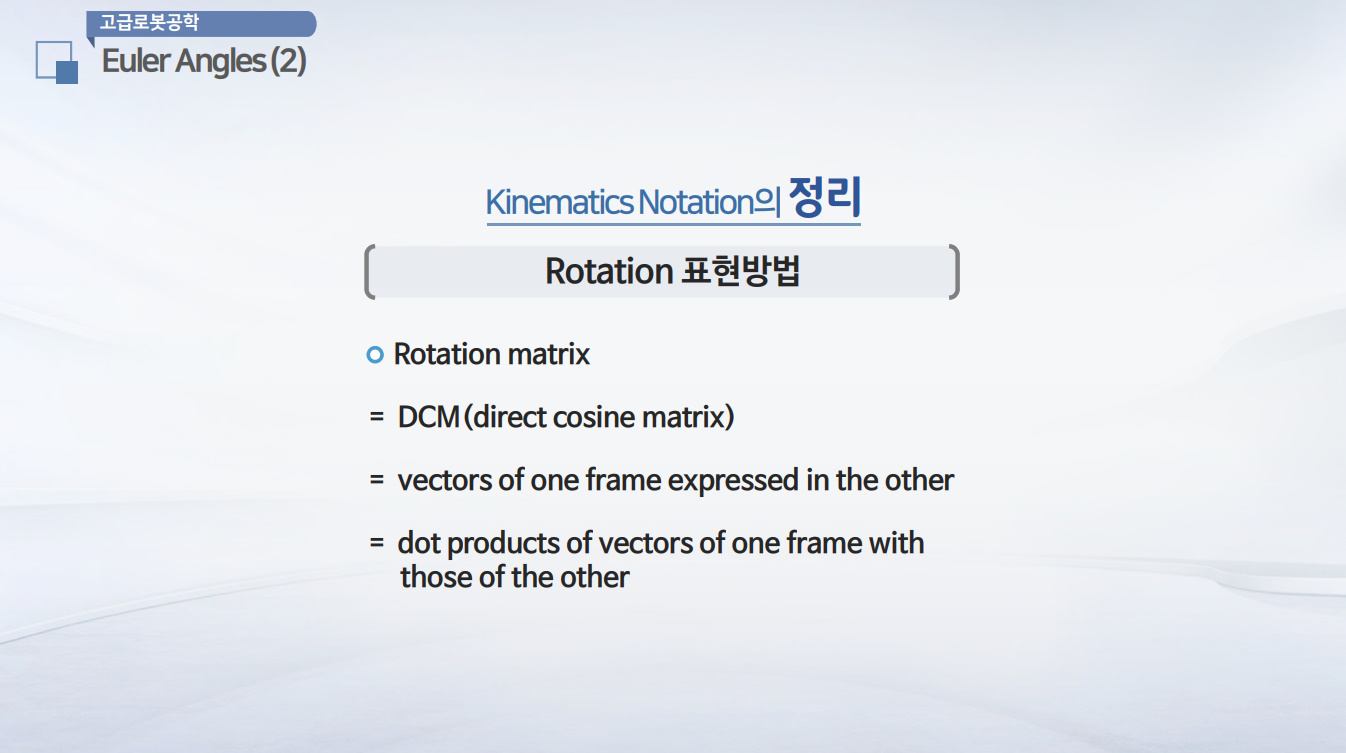 고급로봇공학
Euler Angles (2)
Kinematics Notation의 정리
Rotation 표현방법
Rotation matrix
= DCM (direct cosine matrix)
= vectors of one frame expressed in the other
= dot products of vectors of one frame with
those of the other